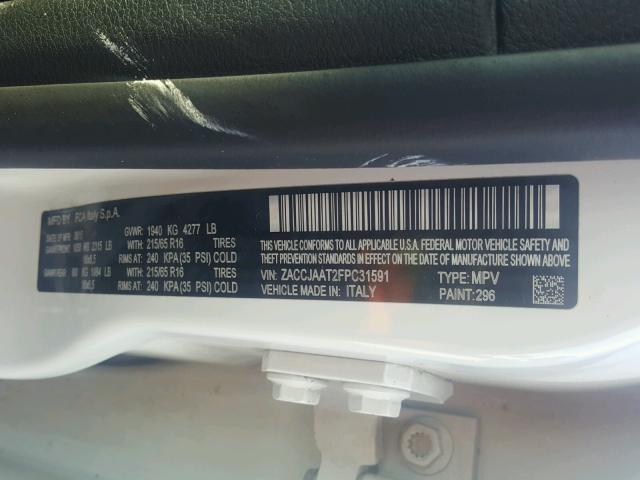 MFD BY FCA Italy S.p.A.
GVWR: 1940 KG 4277 LB
WITH 215/65 R16 TIRES
RIMS AT: 240 KPA (35 PSI) COLD
WITH 215/65 R16 TIRES
RIMS AT: 240 KPA (35 PSI) COLD
THIS VEHICLE CONFORMS TO ALL APPLICABLE U.S.A. FEDERAL MOTOR VEHICLE SAFETY, BUMPER, AND
THEFT PREVENTION STANDARDS IN EFFECT ON THE DATE OF MANUFACTURE SHOWN ABOVE.
VIN: ZACCJAAT2FPC31591 TYPE: MPV
VEHICLE MADE IN: ITALY PAINT: 296